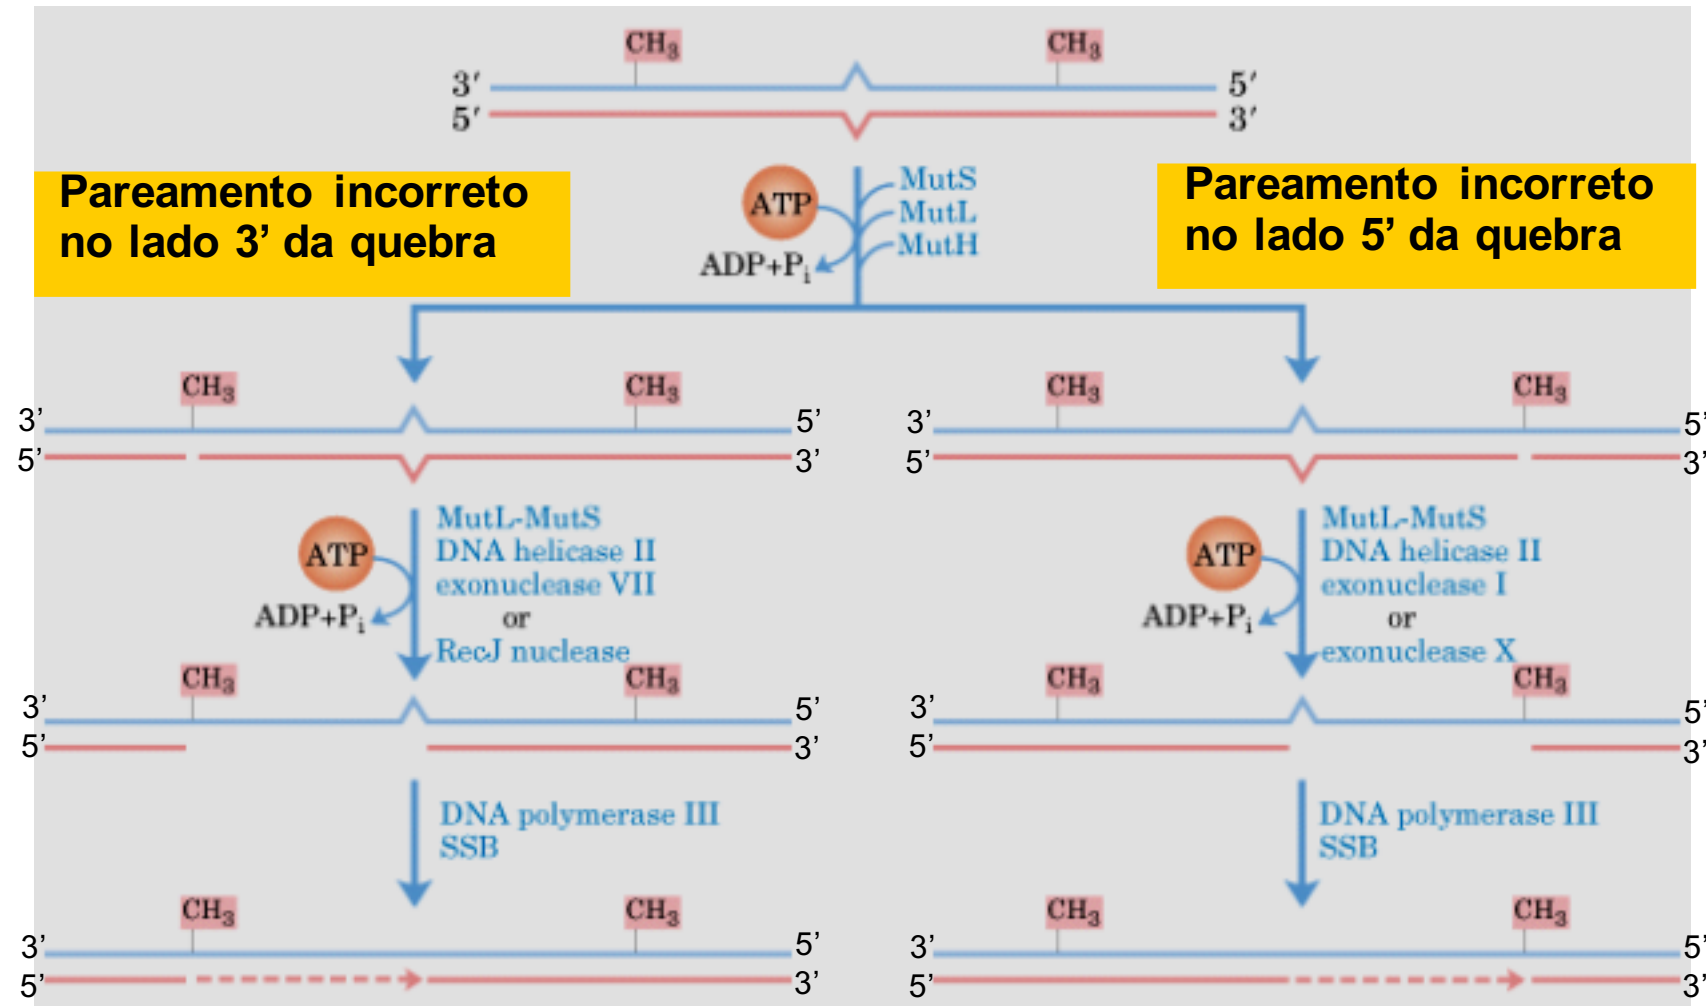 CH₃ CH₃
3′ 5′
5′ 3′
Pareamento incorreto
no lado 3’ da quebra
ATP
ADP+Pᵢ
MutS
MutL
MutH
Pareamento incorreto
no lado 5’ da quebra
CH₃ CH₃
3’ 5’
5’ 3’
ATP
ADP+Pᵢ
MutL-MutS
DNA helicase II
exonuclease VII
or
RecJ nuclease
CH₃ CH₃
3’ 5’
5’ 3’
DNA polymerase III
SSB
CH₃ CH₃
3’ 5’
5’ 3’
CH₃ CH₃
3’ 5’
5’ 3’
ATP
ADP+Pᵢ
MutL-MutS
DNA helicase II
exonuclease I
or
exonuclease X
CH₃ CH₃
3’ 5’
5’ 3’
DNA polymerase III
SSB
CH₃ CH₃
3’ 5’
5’ 3’